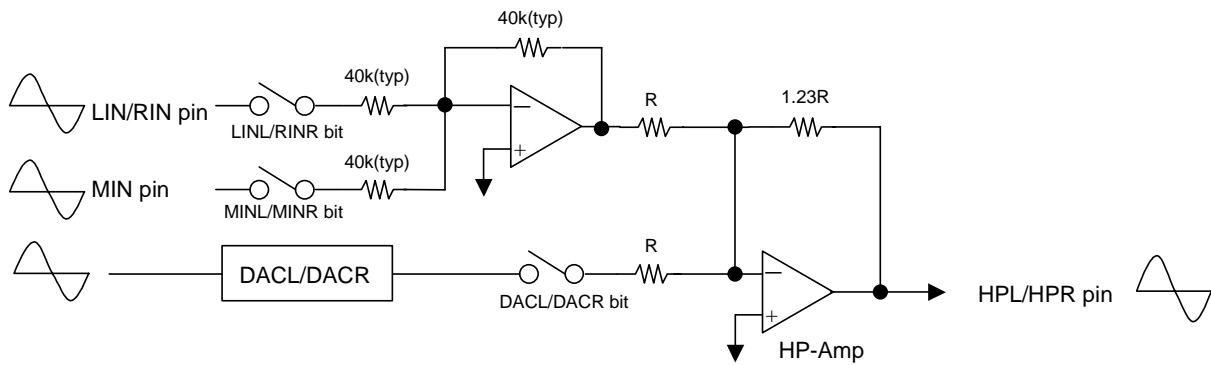 40k(typ)
40k(typ)
LIN/RIN pin
LINL/RINR bit
−
+
R
1.23R
40k(typ)
MIN pin
MINL/MINR bit
DACL/DACR
DACL/DACR bit
R
−
+
HP-Amp
HPL/HPR pin